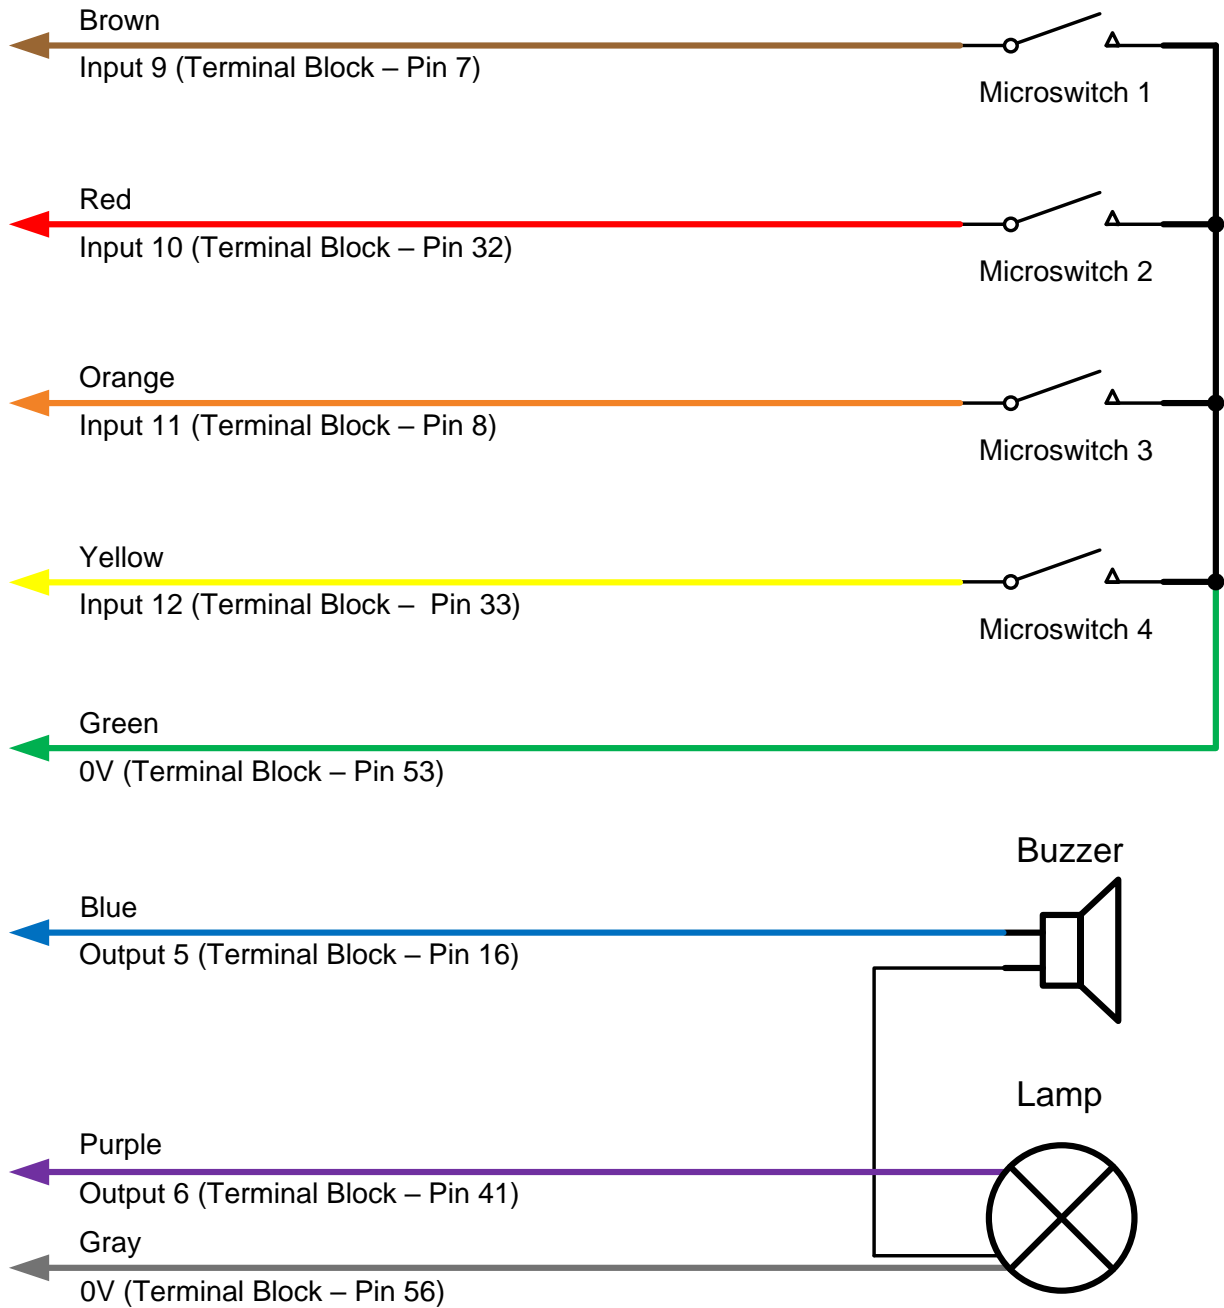 Brown
Input 9 (Terminal Block – Pin 7)
Microswitch 1
Red
Input 10 (Terminal Block – Pin 32)
Microswitch 2
Orange
Input 11 (Terminal Block – Pin 8)
Microswitch 3
Yellow
Input 12 (Terminal Block –  Pin 33)
Microswitch 4
Green
0V (Terminal Block – Pin 53)
Buzzer
Blue
Output 5 (Terminal Block – Pin 16)
Lamp
Purple
Output 6 (Terminal Block – Pin 41)
Gray
0V (Terminal Block – Pin 56)